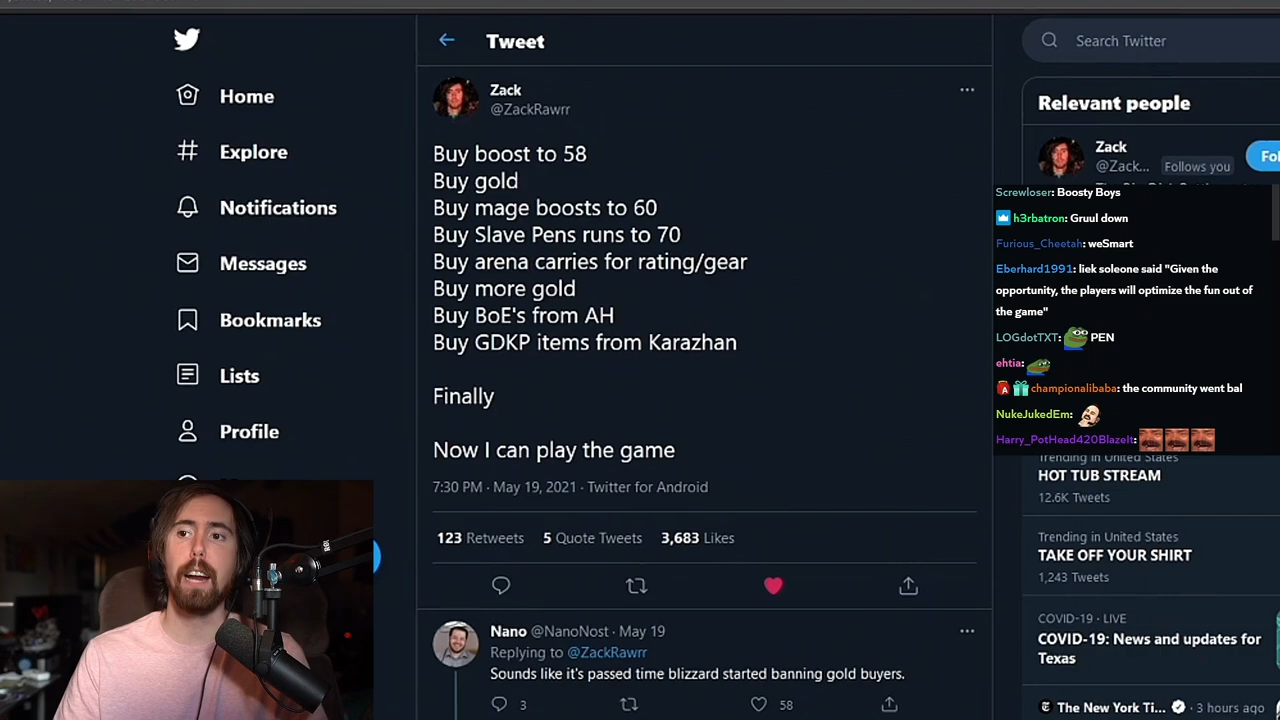 Tweet
Search Twitter
Home
Explore
Notifications
Messages
Bookmarks
Lists
Profile
Zack
@ZackRawrr
Buy boost to 58
Buy gold
Buy mage boosts to 60
Buy Slave Pens runs to 70
Buy arena carries for rating/gear
Buy more gold
Buy BoE's from AH
Buy GDKP items from Karazhan
Finally
Now I can play the game
7:30 PM · May 19, 2021 · Twitter for Android
123 Retweets 5 Quote Tweets 3,683 Likes
Nano @NanoNost · May 19
Replying to @ZackRawrr
Sounds like it's passed time blizzard started banning gold buyers.
3 58
Relevant people
Zack
@Zack... Follows you
Fol
Screwloser: Boosty Boys
h3rbatron: Gruul down
Furious_Cheetah: weSmart
Eberhard1991: liek soleone said "Given the
opportunity, the players will optimize the fun out of
the game"
LOGdotTXT: PEN
ehtia:
championalibaba: the community went bal
NukeJukedEm:
Harry_PotHead420BlazeIt:
Trending in United States
HOT TUB STREAM
12.6K Tweets
Trending in United States
TAKE OFF YOUR SHIRT
1,243 Tweets
COVID-19 · LIVE
COVID-19: News and updates for
Texas
The New York Ti... · 3 hours ago